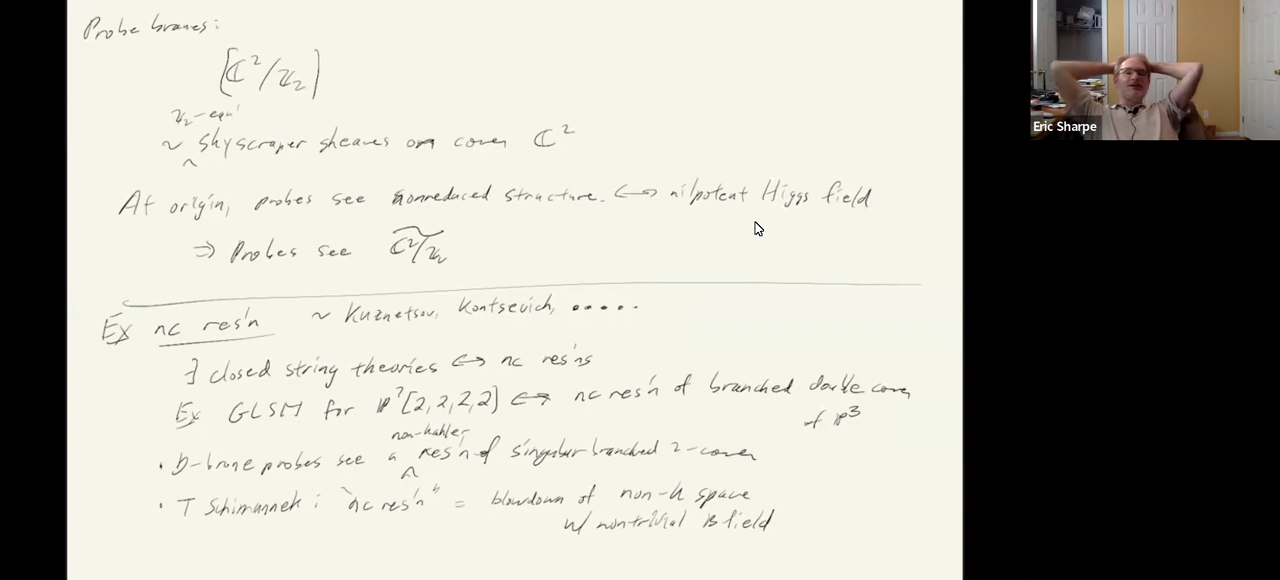 Probe branes:
[ℂ²/ℤ₂]
ℤ₂-equi
~ skyscraper sheaves on cover ℂ²
At origin, probes see nonreduced structure. ↔ nilpotent Higgs field
⇒ Probes see \widetilde{ℂ²/ℤ₂}
Ex nc res'n ~ Kuznetsov, Kontsevich, .....
∃ closed string theories ↔ nc res'ns
Ex GLSM for ℙ⁷[2,2,2,2] ↔ nc res'n of branched double cover
of ℙ³
non-kahler
· D-brane probes see a res'n of singular branched 2-cover
· T Schimannek: "nc res'n" = blowdown of non-K space
w/ nontrivial B field
Eric Sharpe